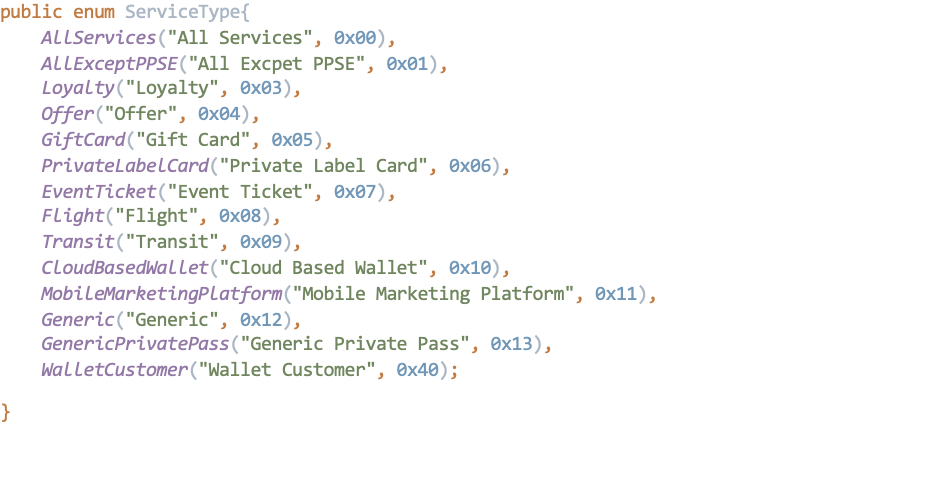 public enum ServiceType{
AllServices("All Services", 0x00),
AllExceptPPSE("All Excpet PPSE", 0x01),
Loyalty("Loyalty", 0x03),
Offer("Offer", 0x04),
GiftCard("Gift Card", 0x05),
PrivateLabelCard("Private Label Card", 0x06),
EventTicket("Event Ticket", 0x07),
Flight("Flight", 0x08),
Transit("Transit", 0x09),
CloudBasedWallet("Cloud Based Wallet", 0x10),
MobileMarketingPlatform("Mobile Marketing Platform", 0x11),
Generic("Generic", 0x12),
GenericPrivatePass("Generic Private Pass", 0x13),
WalletCustomer("Wallet Customer", 0x40);
}